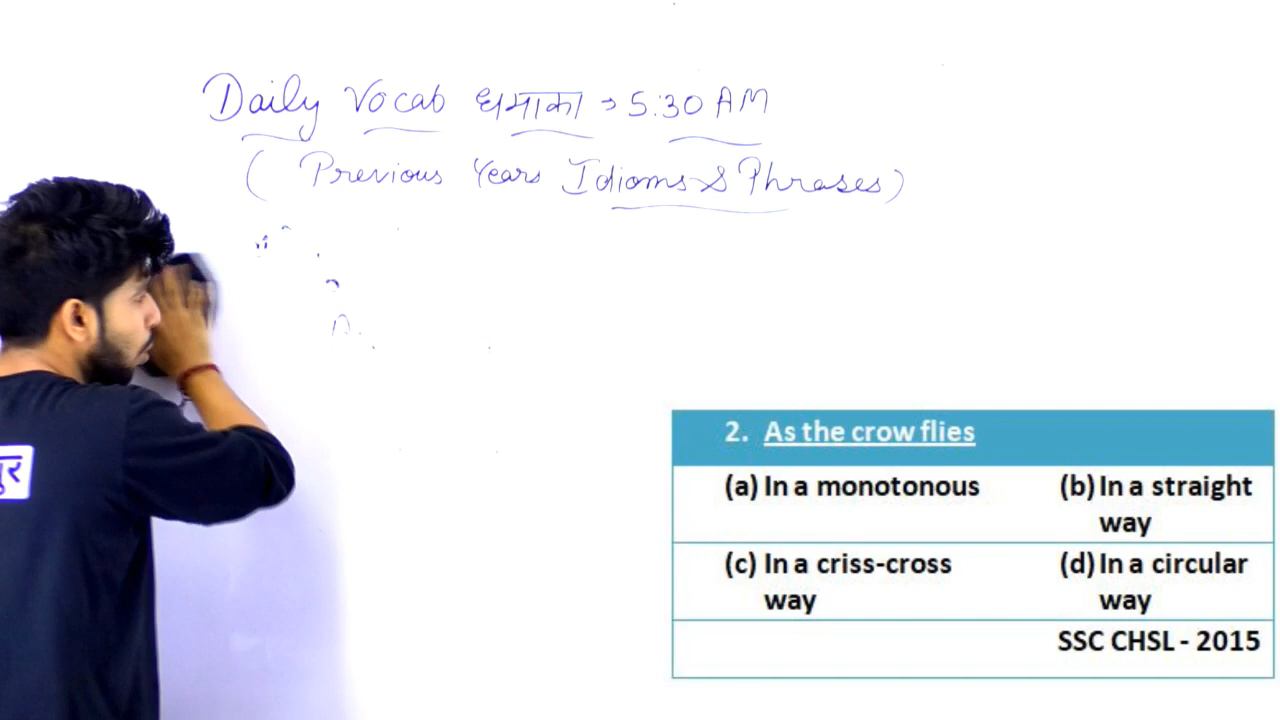 Daily Vocab धमाका → 5:30 AM
( Previous Years Idioms & Phrases)
2. As the crow flies
(a) In a monotonous (b) In a straight way
(c) In a criss-cross way (d) In a circular way
SSC CHSL - 2015